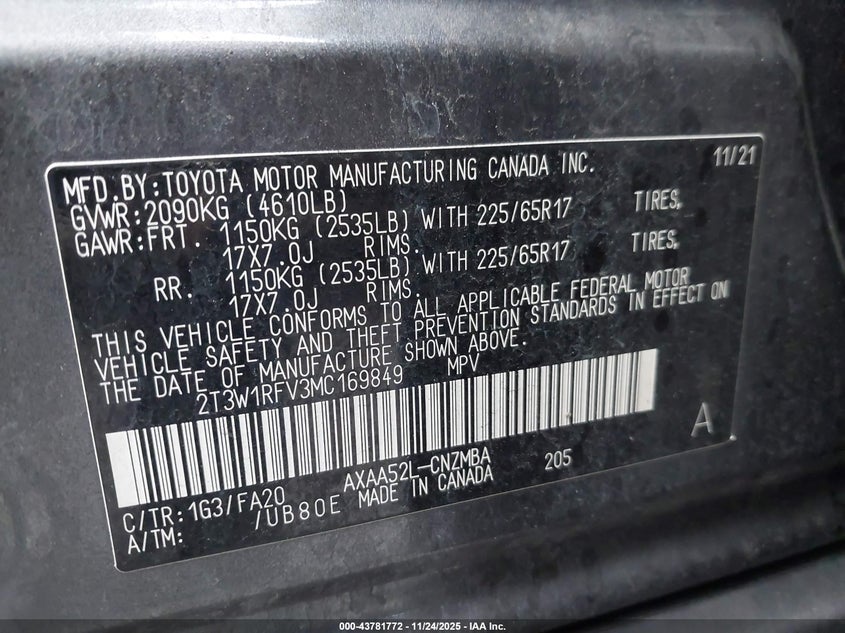 MFD.BY:TOYOTA MOTOR MANUFACTURING CANADA INC. 11/21
GVWR:2090KG (4610LB)
GAWR:FRT. 1150KG (2535LB) WITH 225/65R17 TIRES,
17X7.0J RIMS.
RR. 1150KG (2535LB) WITH 225/65R17 TIRES,
17X7.0J RIMS.
THIS VEHICLE CONFORMS TO ALL APPLICABLE FEDERAL MOTOR
VEHICLE SAFETY AND THEFT PREVENTION STANDARDS IN EFFECT ON
THE DATE OF MANUFACTURE SHOWN ABOVE.
2T3W1RFV3MC169849 MPV
A
C/TR:1G3/FA20 AXAA52L-CNZMBA 205
A/TM: /UB80E MADE IN CANADA
000-43781772 - 11/24/2025 - IAA Inc.